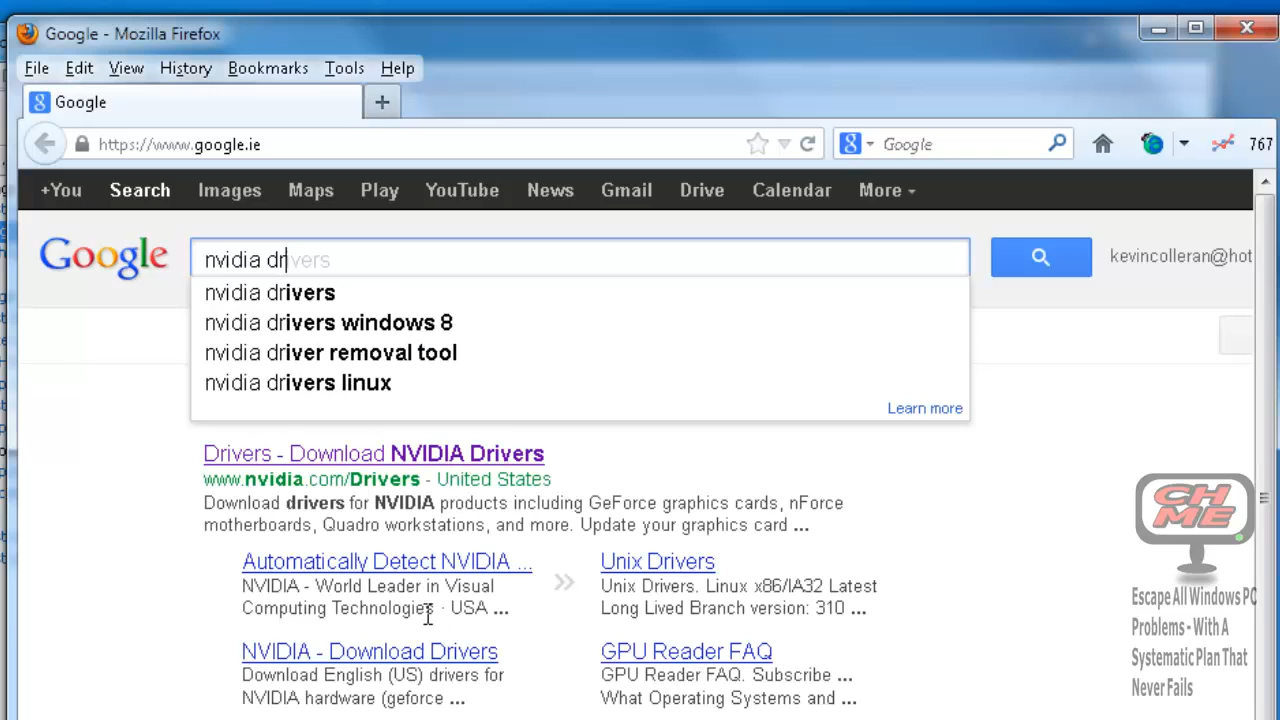 Google - Mozilla Firefox
File Edit View History Bookmarks Tools Help
8 Google +
https://www.google.ie
8 Google
767
+You Search Images Maps Play YouTube News Gmail Drive Calendar More
Google
nvidia drivers
kevincolleran@hot
nvidia drivers
nvidia drivers windows 8
nvidia driver removal tool
nvidia drivers linux
Learn more
Drivers - Download NVIDIA Drivers
www.nvidia.com/Drivers - United States
Download drivers for NVIDIA products including GeForce graphics cards, nForce
motherboards, Quadro workstations, and more. Update your graphics card ...
Automatically Detect NVIDIA ...
NVIDIA - World Leader in Visual
Computing Technologies · USA ...
Unix Drivers
Unix Drivers. Linux x86/IA32 Latest
Long Lived Branch version: 310 ...
NVIDIA - Download Drivers
Download English (US) drivers for
NVIDIA hardware (geforce ...
GPU Reader FAQ
GPU Reader FAQ. Subscribe ...
What Operating Systems and ...
CH
ME
Escape All Windows PC
Problems - With A
Systematic Plan That
Never Fails